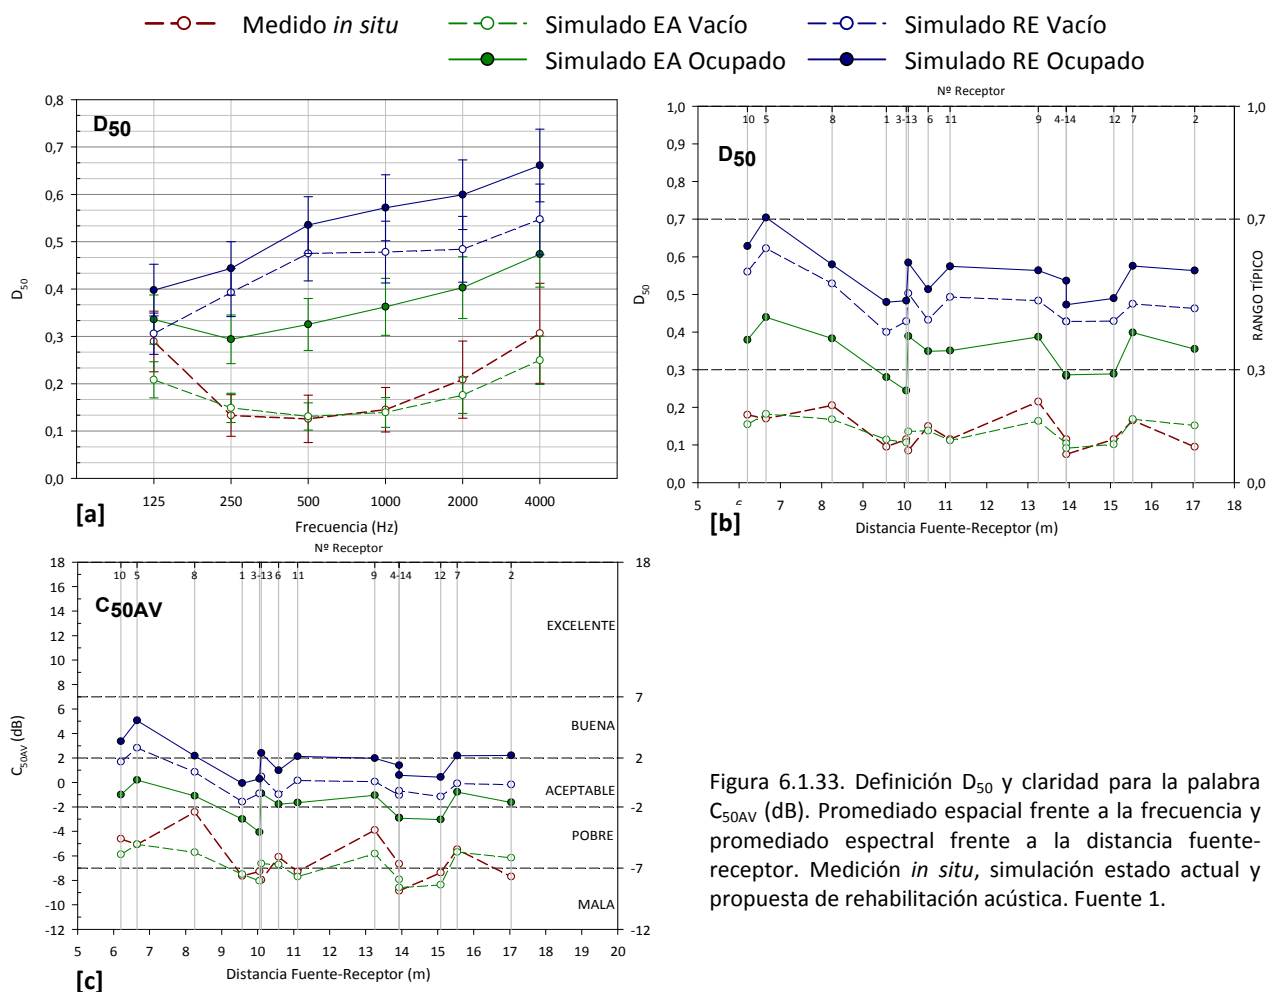 Medido in situ
Simulado EA Vacío
Simulado RE Vacío
Simulado EA Ocupado
Simulado RE Ocupado
D50
0,8
0,7
0,6
0,5
0,4
0,3
0,2
0,1
0,0
D50
125 250 500 1000 2000 4000
Frecuencia (Hz)
[a]
Nº Receptor
10 5 8 1 3-13 6 11 9 4-14 12 7 2
D50
1,0
0,9
0,8
0,7
0,6
0,5
0,4
0,3
0,2
0,1
0,0
D50
1,0
0,7
0,3
0,0
RANGO TÍPICO
5 7 8 9 10 11 12 13 14 15 16 17 18
Distancia Fuente-Receptor (m)
[b]
Nº Receptor
10 5 8 1 3-13 6 11 9 4-14 12 7 2
C50AV
18
16
14
12
10
8
6
4
2
0
-2
-4
-6
-8
-10
-12
C50AV (dB)
18
EXCELENTE
7
BUENA
2
ACEPTABLE
-2
POBRE
-7
MALA
-12
5 6 7 8 9 10 11 12 13 14 15 16 17 18 19 20
Distancia Fuente-Receptor (m)
[c]
Figura 6.1.33. Definición D50 y claridad para la palabra
C50AV (dB). Promediado espacial frente a la frecuencia y
promediado espectral frente a la distancia fuente-
receptor. Medición in situ, simulación estado actual y
propuesta de rehabilitación acústica. Fuente 1.